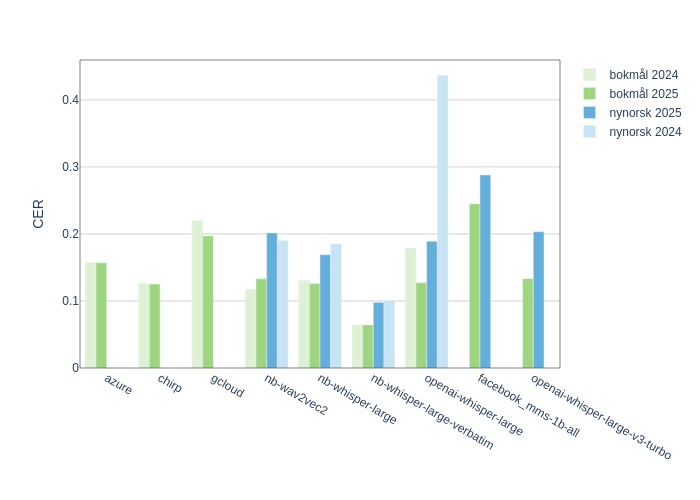 CER
0.4
0.3
0.2
0.1
0
azure
chirp
gcloud
nb-wav2vec2
nb-whisper-large
nb-whisper-large-verbatim
openai-whisper-large
facebook_mms-1b-all
openai-whisper-large-v3-turbo
bokmål 2024
bokmål 2025
nynorsk 2025
nynorsk 2024